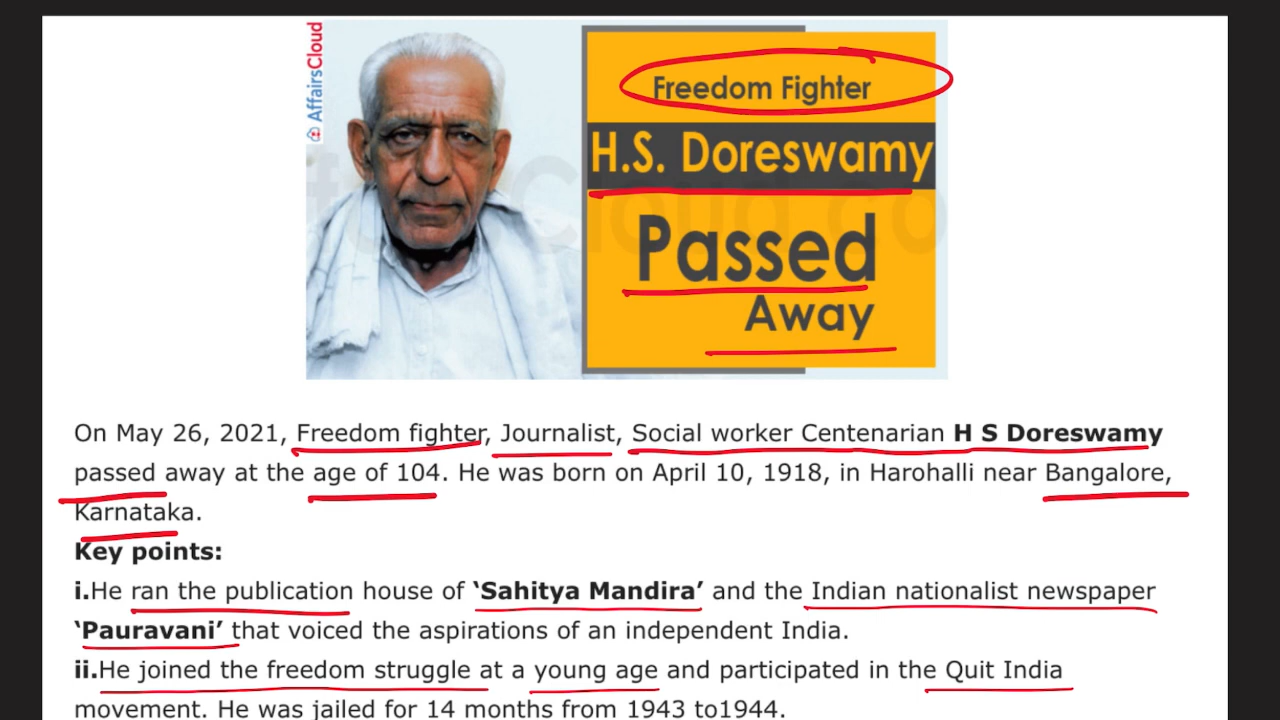 AffairsCloud
Freedom Fighter
H.S. Doreswamy
Passed
Away
On May 26, 2021, Freedom fighter, Journalist, Social worker Centenarian H S Doreswamy
passed away at the age of 104. He was born on April 10, 1918, in Harohalli near Bangalore,
Karnataka.
Key points:
i.He ran the publication house of ‘Sahitya Mandira’ and the Indian nationalist newspaper
‘Pauravani’ that voiced the aspirations of an independent India.
ii.He joined the freedom struggle at a young age and participated in the Quit India
movement. He was jailed for 14 months from 1943 to1944.